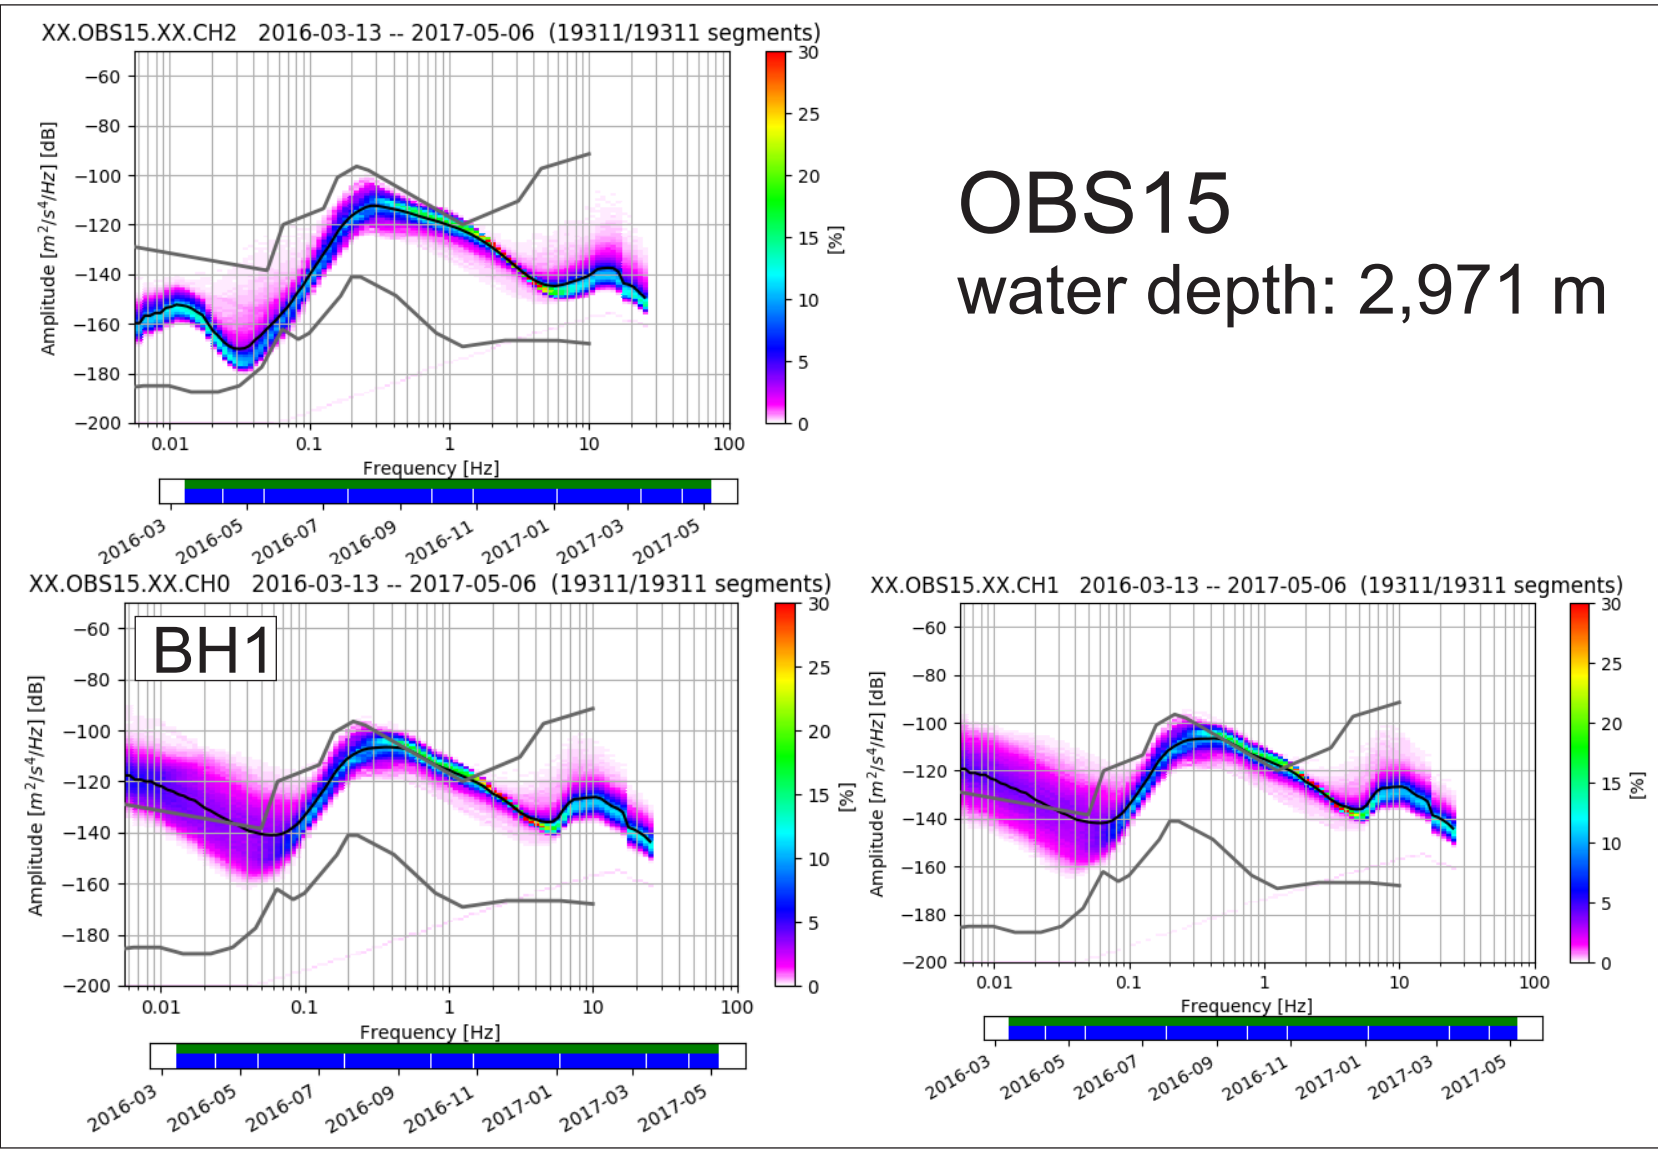 XX.OBS15.XX.CH2 2016-03-13 -- 2017-05-06 (19311/19311 segments)
Amplitude [m²/s⁴/Hz] [dB]
−60
−80
−100
−120
−140
−160
−180
−200
0.01 0.1 1 10 100
Frequency [Hz]
30
25
20
15
10
5
0
[%]
2016-03 2016-05 2016-07 2016-09 2016-11 2017-01 2017-03 2017-05
OBS15
water depth: 2,971 m
XX.OBS15.XX.CH0 2016-03-13 -- 2017-05-06 (19311/19311 segments)
BH1
Amplitude [m²/s⁴/Hz] [dB]
−60
−80
−100
−120
−140
−160
−180
−200
0.01 0.1 1 10 100
Frequency [Hz]
30
25
20
15
10
5
0
[%]
2016-03 2016-05 2016-07 2016-09 2016-11 2017-01 2017-03 2017-05
XX.OBS15.XX.CH1 2016-03-13 -- 2017-05-06 (19311/19311 segments)
Amplitude [m²/s⁴/Hz] [dB]
−60
−80
−100
−120
−140
−160
−180
−200
0.01 0.1 1 10 100
Frequency [Hz]
30
25
20
15
10
5
0
[%]
2016-03 2016-05 2016-07 2016-09 2016-11 2017-01 2017-03 2017-05